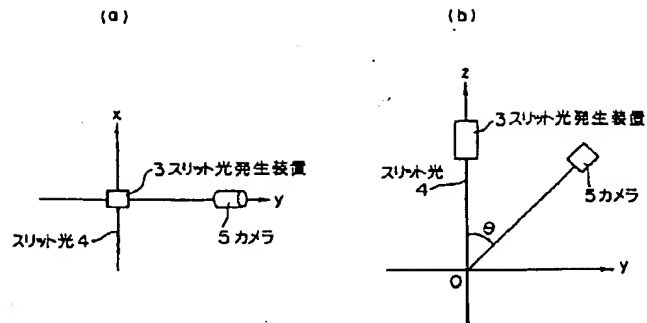 (a)
x
3スリット光発生装置
y
スリット光4
5カメラ
(b)
z
3スリット光発生装置
スリット光
4
5カメラ
θ
O
y